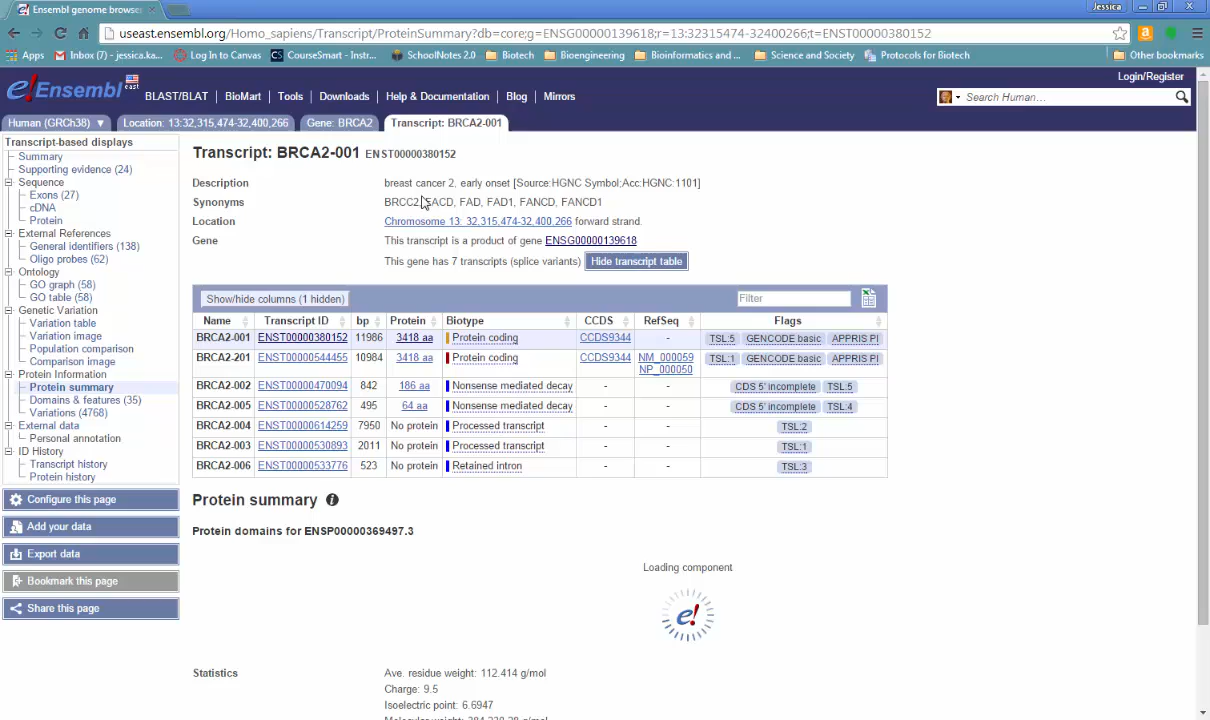 Ensembl genome browse
Jessica
useast.ensembl.org/Homo_sapiens/Transcript/ProteinSummary?db=core;g=ENSG00000139618;r=13:32315474-32400266;t=ENST00000380152
Apps Inbox (7) - jessica.ka... Log In to Canvas CourseSmart - Instr... SchoolNotes 2.0 Biotech Bioengineering Bioinformatics and ... Science and Society Protocols for Biotech Other bookmarks
Login/Register
e!Ensembl east BLAST/BLAT | BioMart | Tools | Downloads | Help & Documentation | Blog | Mirrors Search Human...
Human (GRCh38) ▼ Location: 13:32,315,474-32,400,266 Gene: BRCA2 Transcript: BRCA2-001
Transcript-based displays
Summary
Supporting evidence (24)
Sequence
Exons (27)
cDNA
Protein
External References
General identifiers (138)
Oligo probes (62)
Ontology
GO graph (58)
GO table (58)
Genetic Variation
Variation table
Variation image
Population comparison
Comparison image
Protein Information
Protein summary
Domains & features (35)
Variations (4768)
External data
Personal annotation
ID History
Transcript history
Protein history
Configure this page
Add your data
Export data
Bookmark this page
Share this page
Transcript: BRCA2-001 ENST00000380152
Description breast cancer 2, early onset [Source:HGNC Symbol;Acc:HGNC:1101]
Synonyms BRCC2, FACD, FAD, FAD1, FANCD, FANCD1
Location Chromosome 13: 32,315,474-32,400,266 forward strand.
Gene This transcript is a product of gene ENSG00000139618
This gene has 7 transcripts (splice variants) Hide transcript table
Show/hide columns (1 hidden) Filter
Name Transcript ID bp Protein Biotype CCDS RefSeq Flags
BRCA2-001 ENST00000380152 11986 3418 aa Protein coding CCDS9344 - TSL:5 GENCODE basic APPRIS PI
BRCA2-201 ENST00000544455 10984 3418 aa Protein coding CCDS9344 NM_000059 TSL:1 GENCODE basic APPRIS PI
NP_000050
BRCA2-002 ENST00000470094 842 186 aa Nonsense mediated decay - - CDS 5' incomplete TSL:5
BRCA2-005 ENST00000528762 495 64 aa Nonsense mediated decay - - CDS 5' incomplete TSL:4
BRCA2-004 ENST00000614259 7950 No protein Processed transcript - - TSL:2
BRCA2-003 ENST00000530893 2011 No protein Processed transcript - - TSL:1
BRCA2-006 ENST00000533776 523 No protein Retained intron - - TSL:3
Protein summary
Protein domains for ENSP00000369497.3
Loading component
e!
Statistics Ave. residue weight: 112.414 g/mol
Charge: 9.5
Isoelectric point: 6.6947